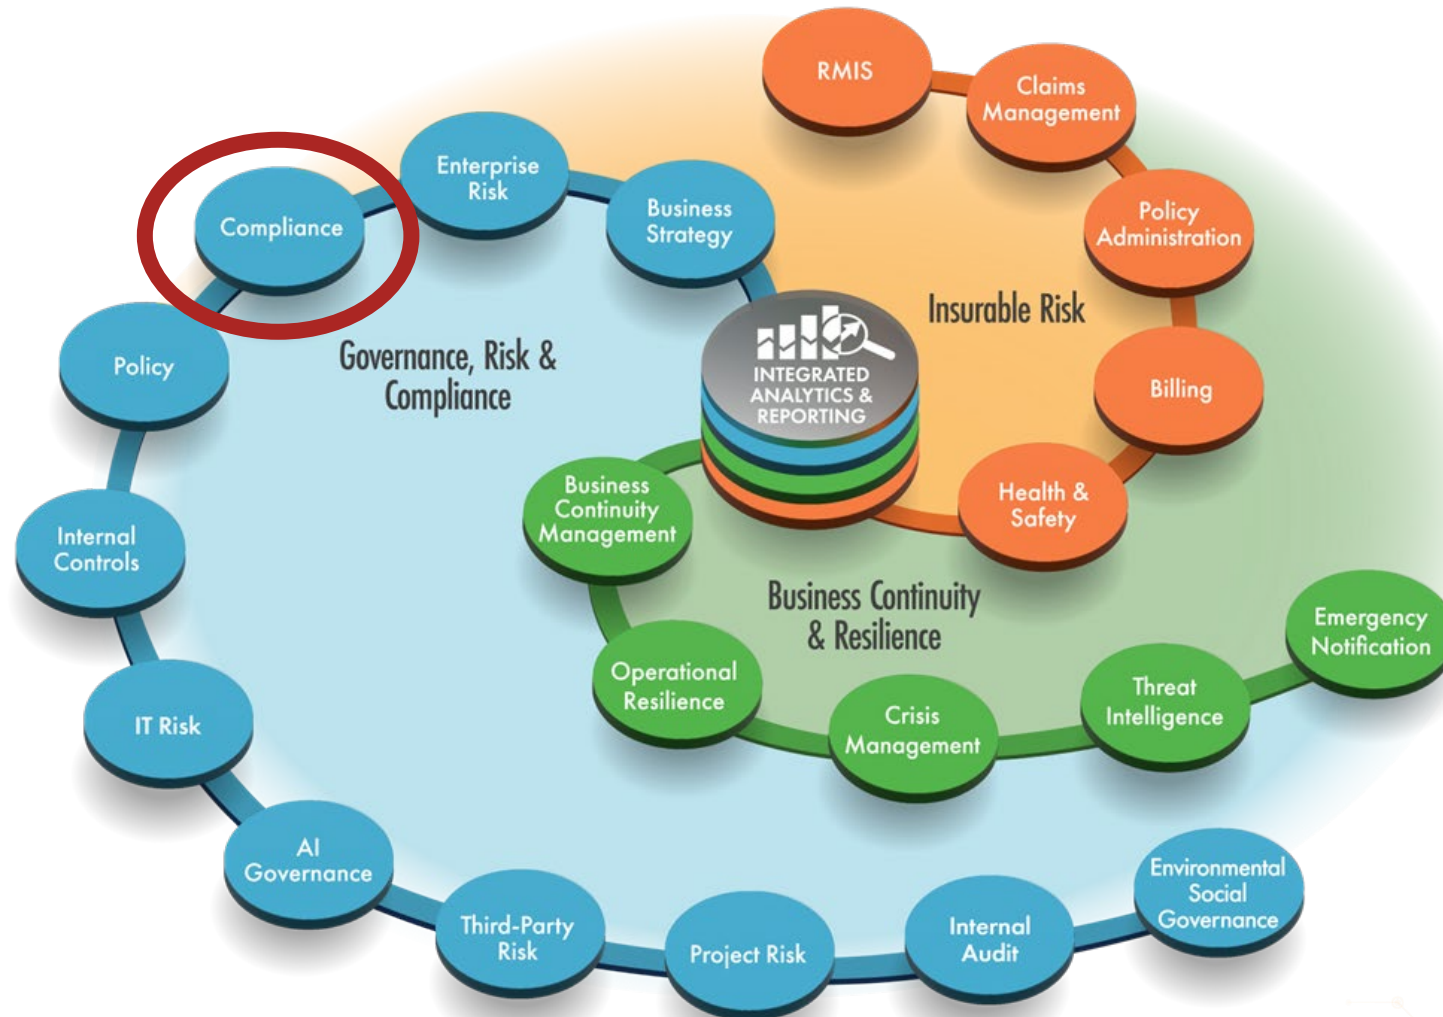 RMIS
Claims
Management
Enterprise
Risk
Compliance
Business
Strategy
Policy
Administration
Insurable Risk
Governance, Risk &
Compliance
Policy
INTEGRATED
ANALYTICS &
REPORTING
Billing
Business
Continuity
Management
Health &
Safety
Internal
Controls
Business Continuity
& Resilience
Emergency
Notification
Operational
Resilience
Threat
Intelligence
Crisis
Management
IT Risk
AI
Governance
Environmental
Social
Governance
Third-Party
Risk
Project Risk
Internal
Audit